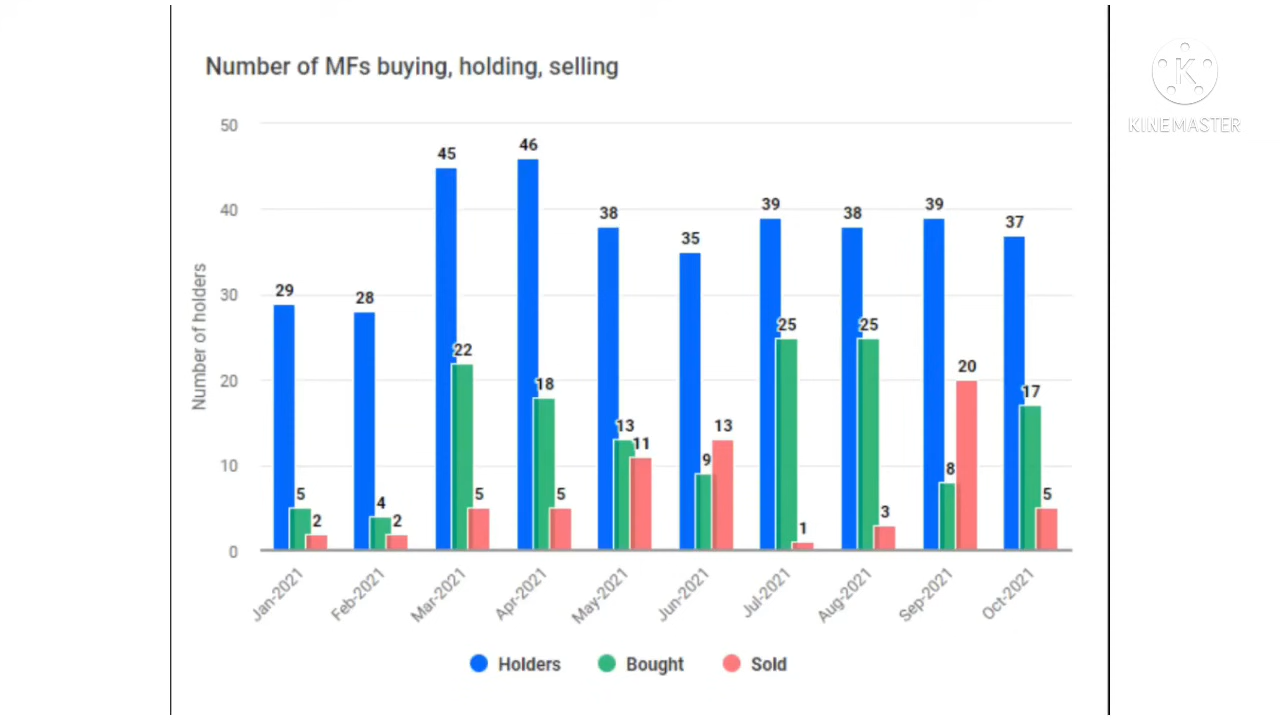 Number of MFs buying, holding, selling
KINEMASTER
K
50
40
30
20
10
0
Number of holders
29
5
2
28
4
2
45
22
5
46
18
5
38
13
11
35
9
13
39
25
1
38
25
3
39
8
20
37
17
5
Jan-2021
Feb-2021
Mar-2021
Apr-2021
May-2021
Jun-2021
Jul-2021
Aug-2021
Sep-2021
Oct-2021
Holders
Bought
Sold